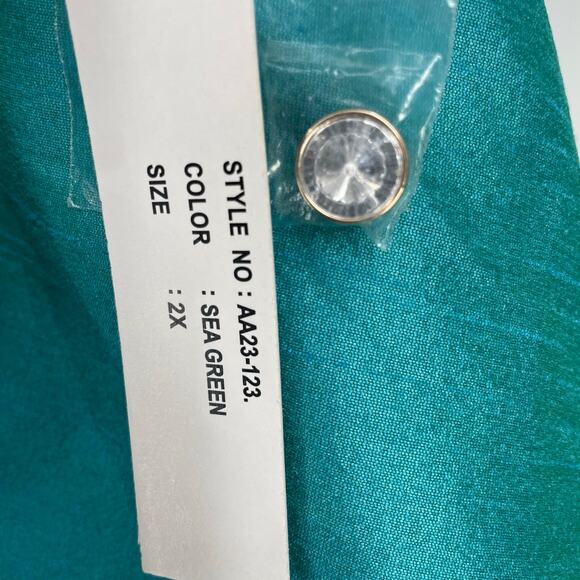 STYLE NO : AA23-123.
COLOR : SEA GREEN
SIZE : 2X